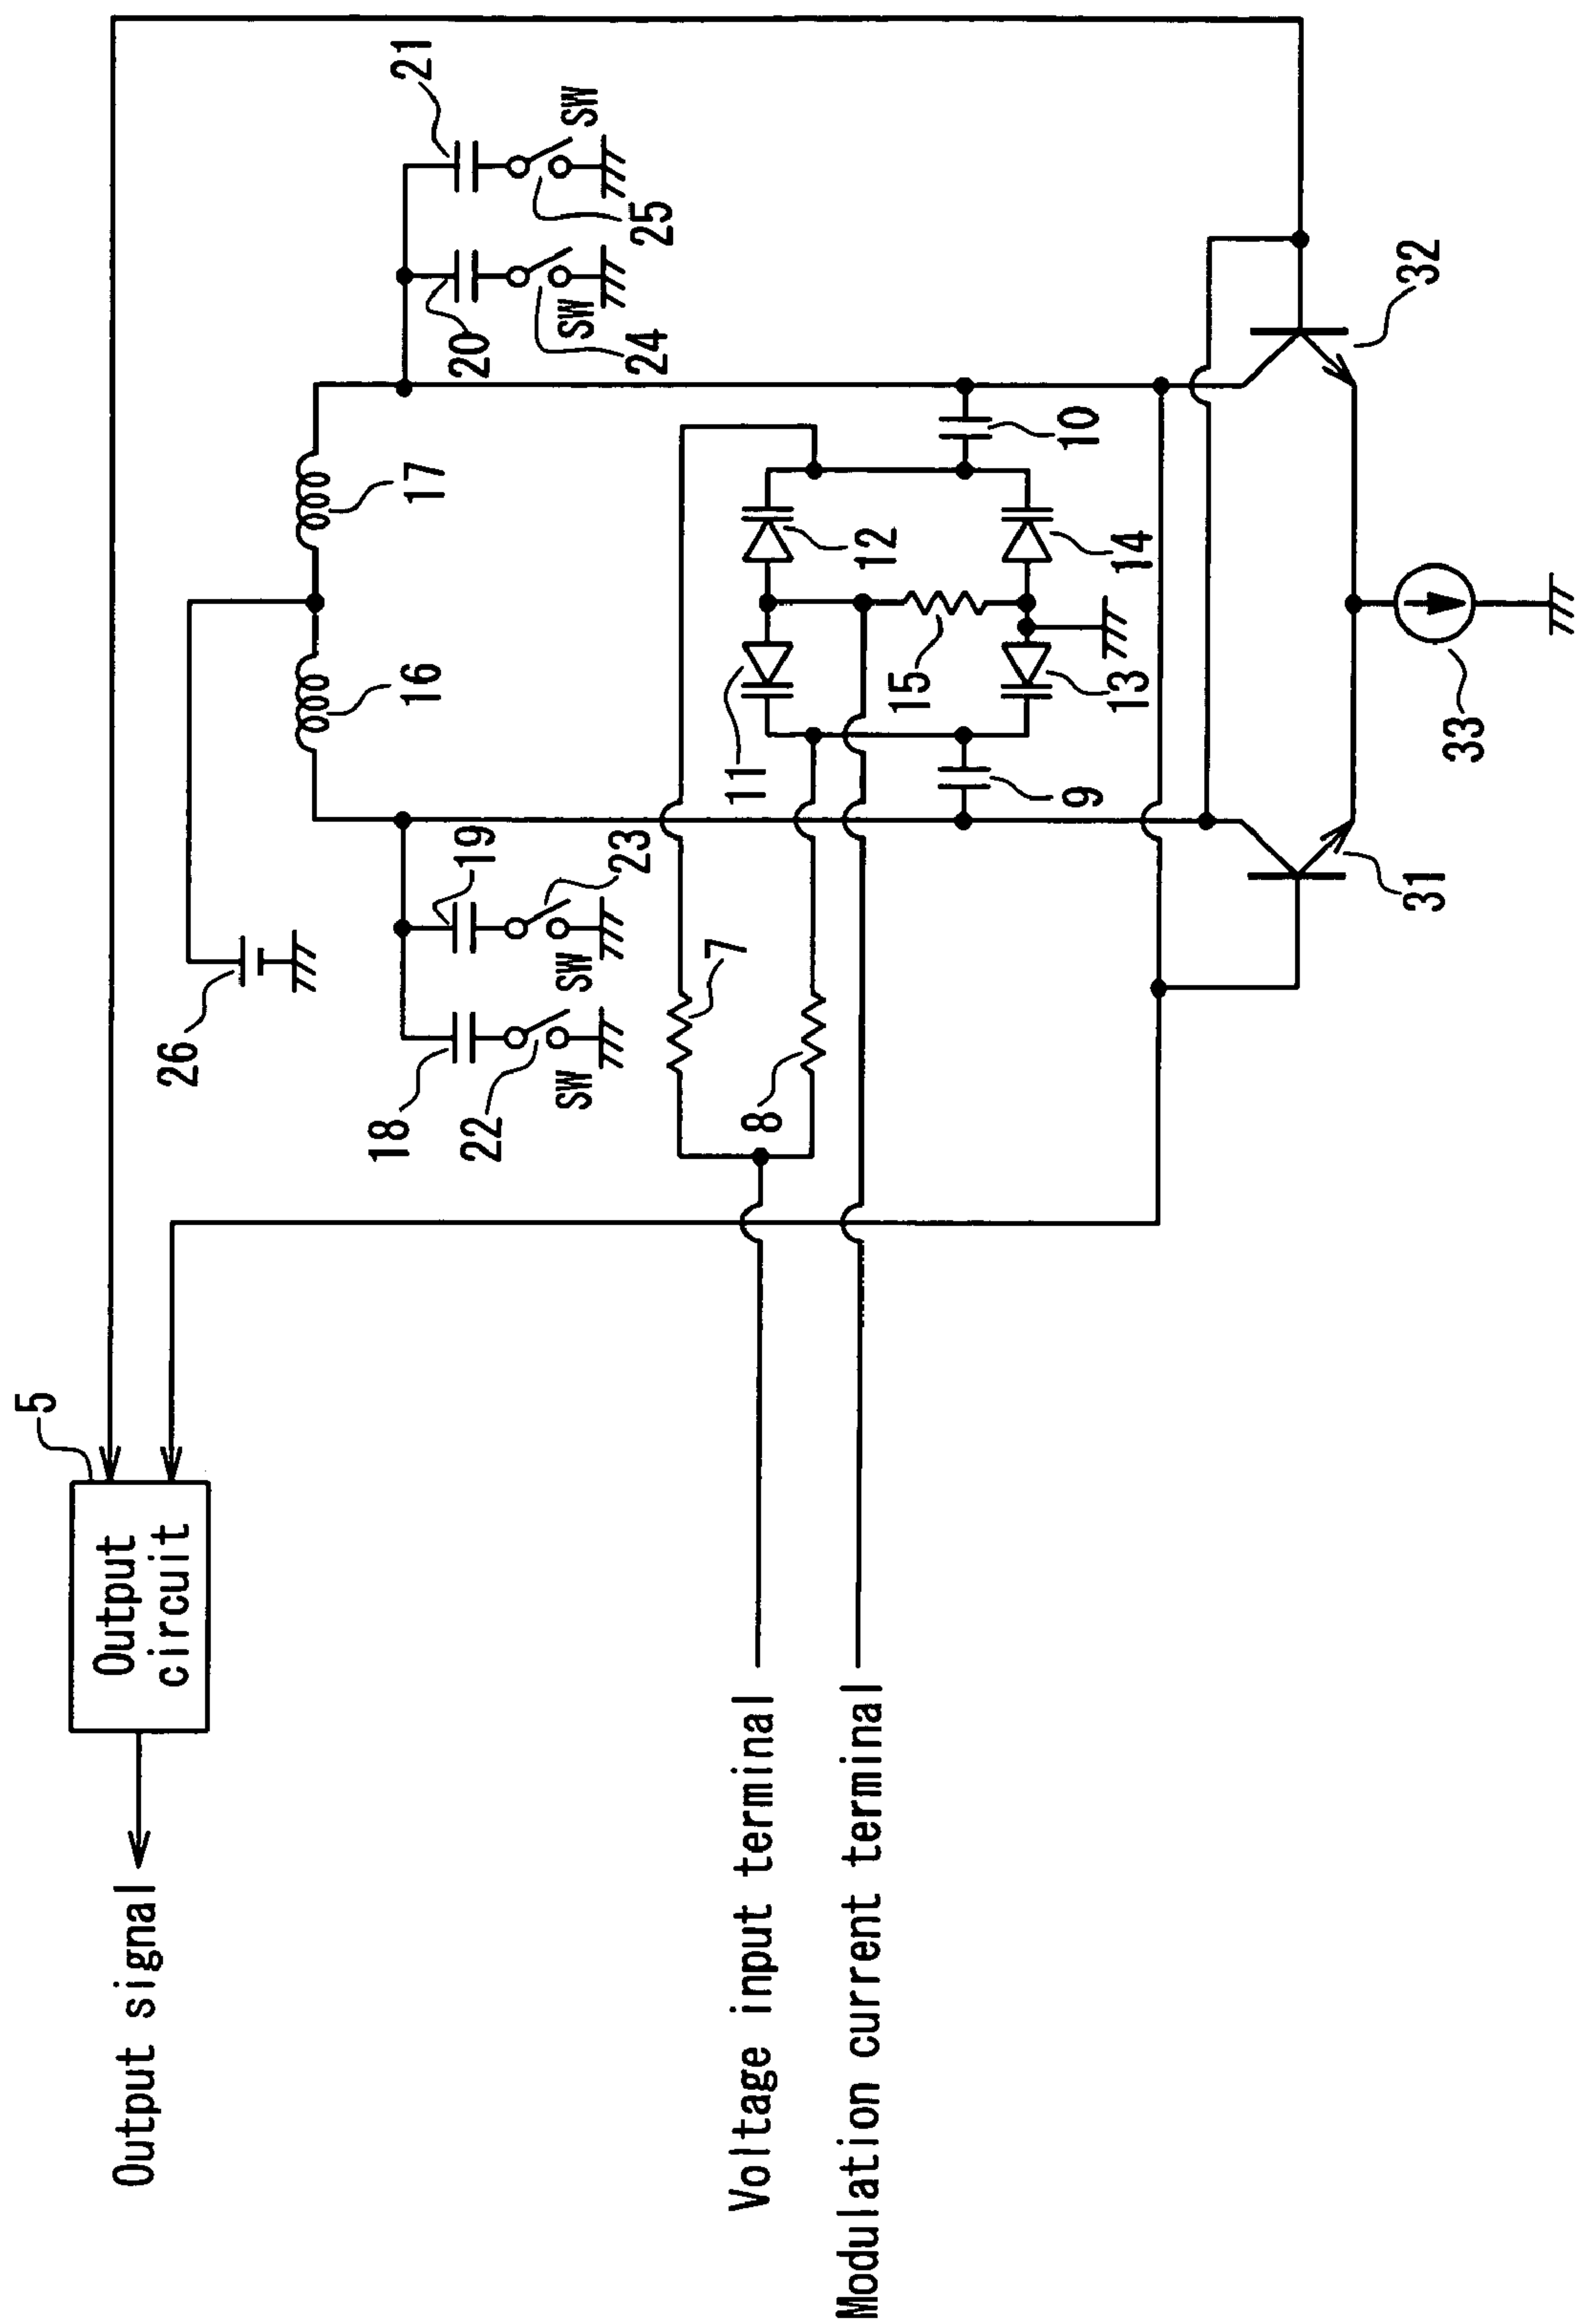 5
Output
circuit
Output signal
26
16
17
18
19
20
21
22
SW
23
SW
24
SW
25
SW
7
8
Voltage input terminal
Modulation current terminal
11
12
15
13
14
9
10
31
32
33